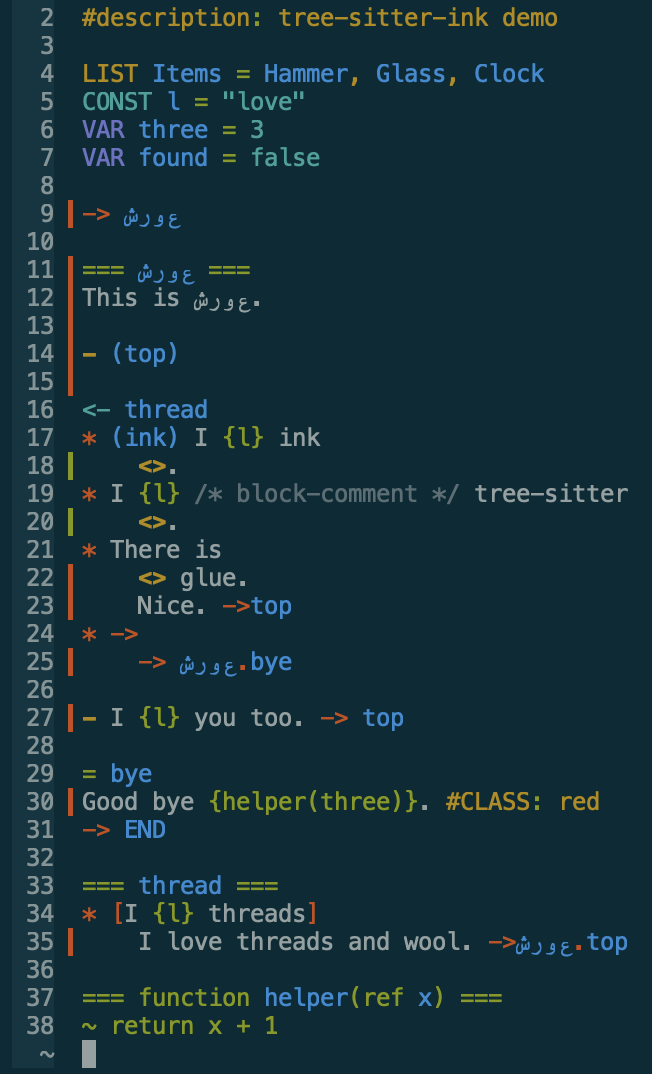 2 #description: tree-sitter-ink demo
3
4 LIST Items = Hammer, Glass, Clock
5 CONST l = "love"
6 VAR three = 3
7 VAR found = false
8
9 -> عورش
10
11 === عورش ===
12 This is عورش.
13
14 - (top)
15
16 <- thread
17 * (ink) I {l} ink
18 <>.
19 * I {l} /* block-comment */ tree-sitter
20 <>.
21 * There is
22 <> glue.
23 Nice. ->top
24 * ->
25 -> عورش.bye
26
27 - I {l} you too. -> top
28
29 = bye
30 Good bye {helper(three)}. #CLASS: red
31 -> END
32
33 === thread ===
34 * [I {l} threads]
35 I love threads and wool. ->عورش.top
36
37 === function helper(ref x) ===
38 ~ return x + 1
~